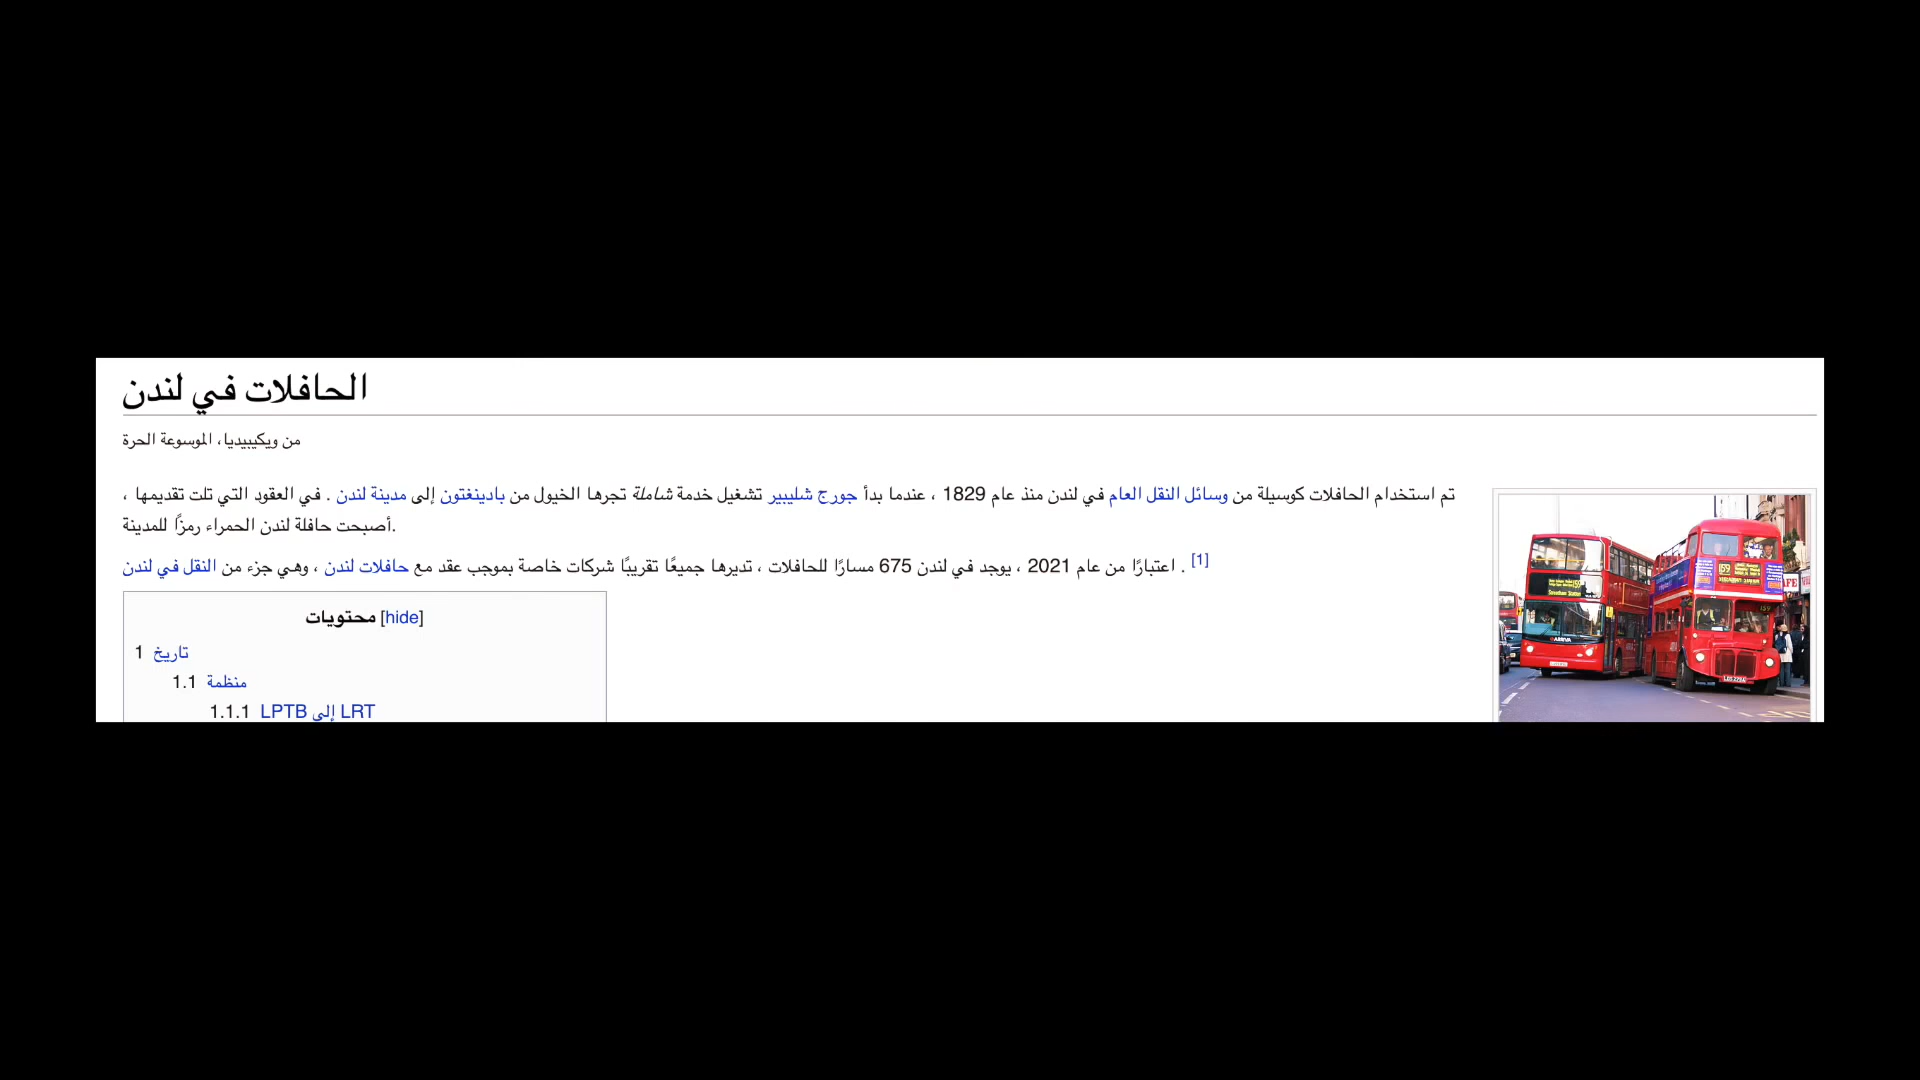 الحافلات في لندن
من ويكيبيديا، الموسوعة الحرة
تم استخدام الحافلات كوسيلة من وسائل النقل العام في لندن منذ عام 1829 ، عندما بدأ جورج شليبير تشغيل خدمة شاملة تجرها الخيول من بادينغتون إلى مدينة لندن . في العقود التي تلت تقديمها ،
أصبحت حافلة لندن الحمراء رمزًا للمدينة.
[1] . اعتبارًا من عام 2021 ، يوجد في لندن 675 مسارًا للحافلات ، تديرها جميعًا تقريبًا شركات خاصة بموجب عقد مع حافلات لندن ، وهي جزء من النقل في لندن
محتويات [hide]
1 تاريخ
1.1 منظمة
1.1.1 LPTB إلى LRT
159
ARRIVA
159